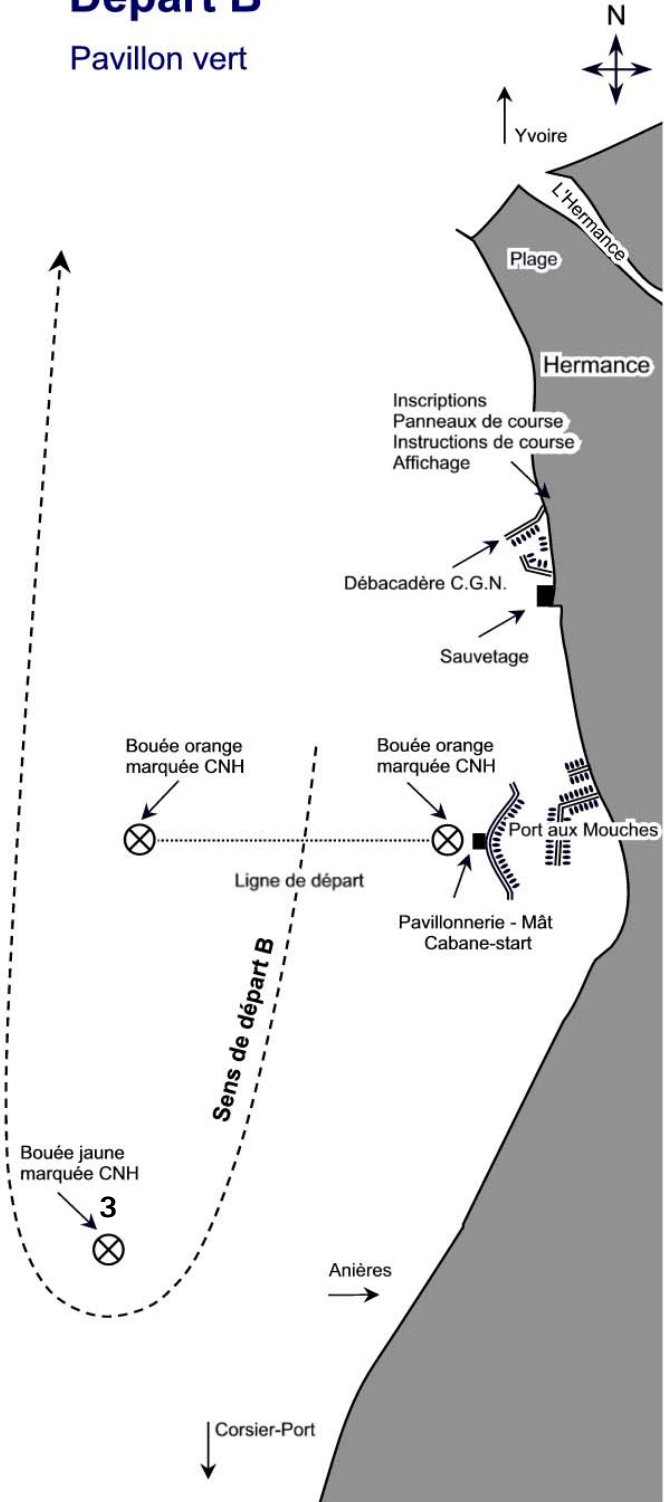 Départ B
Pavillon vert
N
Yvoire
L'Hermance
Plage
Hermance
Inscriptions
Panneaux de course
Instructions de course
Affichage
Débacadère C.G.N.
Sauvetage
Bouée orange
marquée CNH
Bouée orange
marquée CNH
Port aux Mouches
Ligne de départ
Pavillonnerie - Mât
Cabane-start
Sens de départ B
Bouée jaune
marquée CNH
3
Anières
Corsier-Port